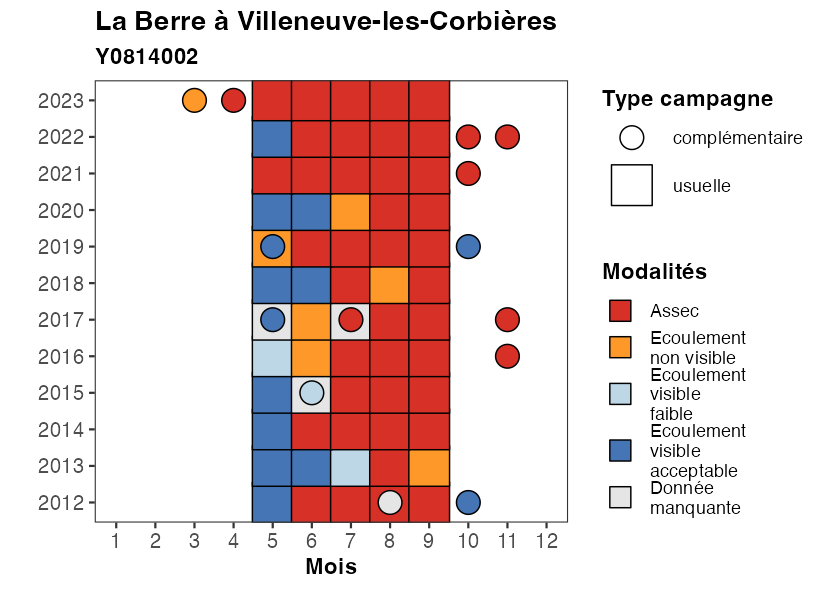 La Berre à Villeneuve-les-Corbières
Y0814002
2023
2022
2021
2020
2019
2018
2017
2016
2015
2014
2013
2012
1 2 3 4 5 6 7 8 9 10 11 12
Mois
Type campagne
complémentaire
usuelle
Modalités
Assec
Ecoulement
non visible
Ecoulement
visible
faible
Ecoulement
visible
acceptable
Donnée
manquante